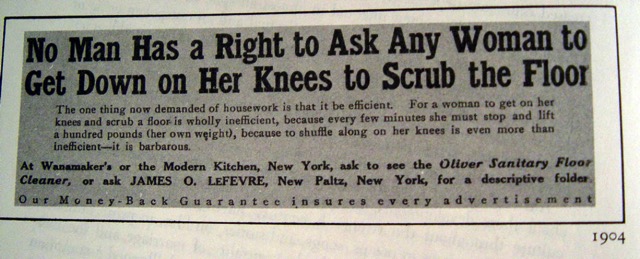 No Man Has a Right to Ask Any Woman to
Get Down on Her Knees to Scrub the Floor
The one thing now demanded of housework is that it be efficient. For a woman to get on her
knees and scrub a floor is wholly inefficient, because every few minutes she must stop and lift
a hundred pounds (her own weight), because to shuffle along on her knees is even more than
inefficient—it is barbarous.
At Wanamaker's or the Modern Kitchen, New York, ask to see the Oliver Sanitary Floor
Cleaner, or ask JAMES O. LEFEVRE, New Paltz, New York, for a descriptive folder.
Our Money-Back Guarantee insures every advertisement
1904